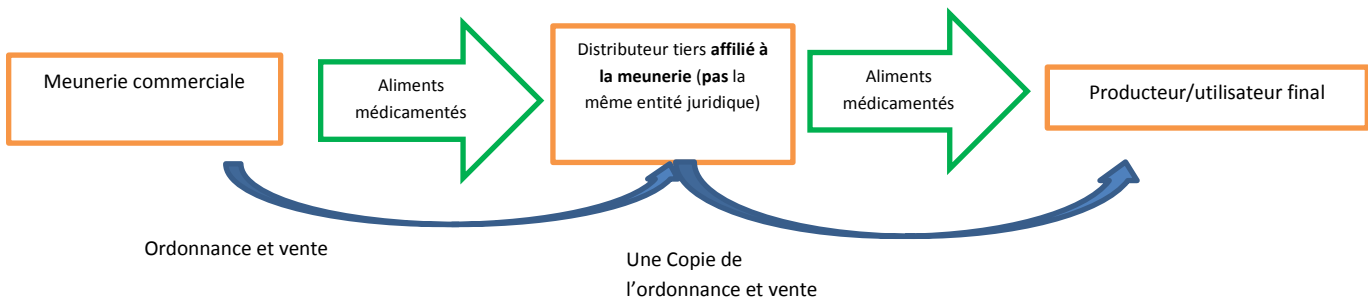 Meunerie commerciale
Aliments
médicamentés
Distributeur tiers affilié à
la meunerie (pas la
même entité juridique)
Aliments
médicamentés
Producteur/utilisateur final
Ordonnance et vente
Une Copie de
l’ordonnance et vente